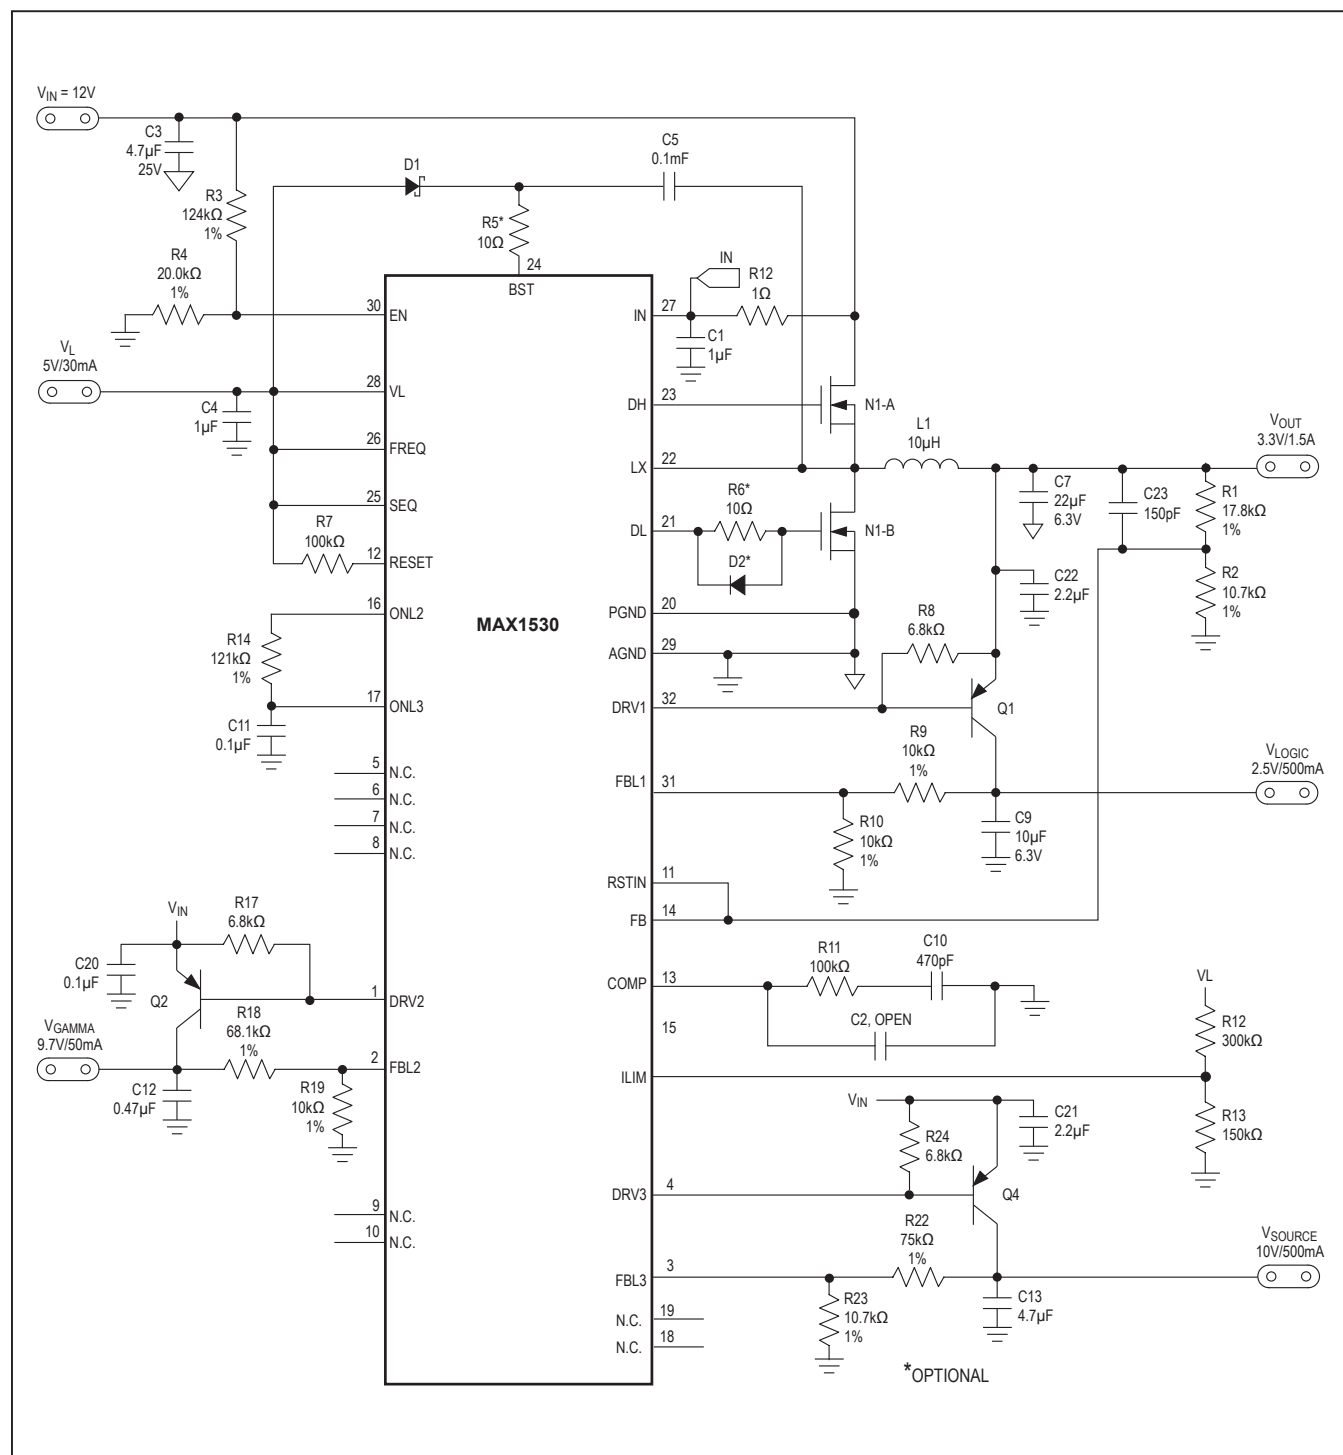 V_IN = 12V
C3
4.7µF
25V
R3
124kΩ
1%
R4
20.0kΩ
1%
D1
C5
0.1mF
R5*
10Ω
24
BST
IN
R12
1Ω
27
IN
C1
1µF
30
EN
V_L
5V/30mA
28
VL
C4
1µF
26
FREQ
25
SEQ
R7
100kΩ
12
RESET
16
ONL2
R14
121kΩ
1%
17
ONL3
C11
0.1µF
5
N.C.
6
N.C.
7
N.C.
8
N.C.
MAX1530
DH
23
N1-A
LX
22
L1
10µH
V_OUT
3.3V/1.5A
C7
22µF
6.3V
C23
150pF
R1
17.8kΩ
1%
R2
10.7kΩ
1%
DL
21
R6*
10Ω
D2*
N1-B
C22
2.2µF
PGND
20
AGND
29
R8
6.8kΩ
DRV1
32
Q1
R9
10kΩ
1%
FBL1
31
V_LOGIC
2.5V/500mA
R10
10kΩ
1%
C9
10µF
6.3V
RSTIN
11
FB
14
V_IN
R17
6.8kΩ
C20
0.1µF
Q2
1
DRV2
V_GAMMA
9.7V/50mA
R18
68.1kΩ
1%
2
FBL2
C12
0.47µF
R19
10kΩ
1%
9
N.C.
10
N.C.
COMP
13
R11
100kΩ
C10
470pF
C2, OPEN
15
ILIM
VL
R12
300kΩ
R13
150kΩ
V_IN
R24
6.8kΩ
C21
2.2µF
DRV3
4
Q4
R22
75kΩ
1%
FBL3
3
V_SOURCE
10V/500mA
R23
10.7kΩ
1%
C13
4.7µF
N.C.
19
N.C.
18
*OPTIONAL